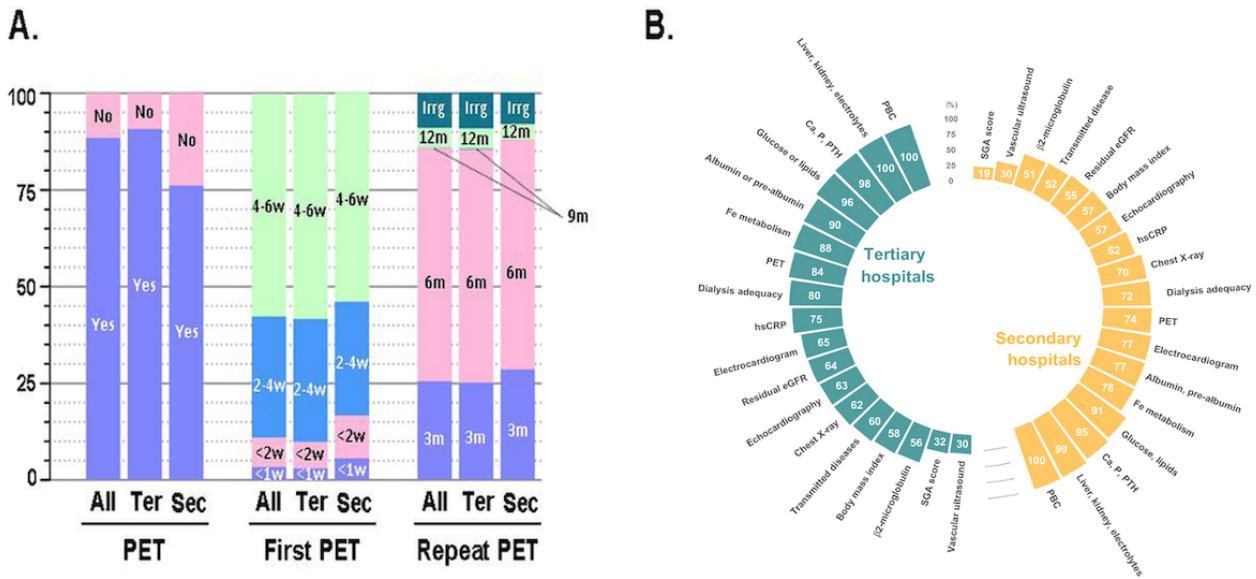 A.
100
75
50
25
0
No
No
No
Yes
Yes
Yes
4-6w
4-6w
4-6w
2-4w
2-4w
2-4w
<2w
<2w
<2w
<1w
<1w
<1w
Irrg
Irrg
Irrg
12m
12m
12m
9m
6m
6m
6m
3m
3m
3m
All Ter Sec
All Ter Sec
All Ter Sec
PET
First PET
Repeat PET
B.
Tertiary
hospitals
PBC
100
Liver, kidney, electrolytes
100
Ca, P, PTH
98
Glucose or lipids
96
Albumin or pre-albumin
90
Fe metabolism
88
PET
84
Dialysis adequacy
80
hsCRP
75
Electrocardiogram
65
Residual eGFR
64
Echocardiography
63
Chest X-ray
62
Transmitted diseases
60
Body mass index
58
β2-microglobulin
56
SGA score
32
Vascular ultrasound
30
(%)
100
75
50
25
0
Secondary
hospitals
SGA score
19
Vascular ultrasound
30
β2-microglobulin
51
Transmitted disease
52
Residual eGFR
55
Body mass index
57
Echocardiography
57
hsCRP
62
Chest X-ray
70
Dialysis adequacy
72
PET
74
Electrocardiogram
77
Albumin, pre-albumin
77
Fe metabolism
78
Glucose, lipids
91
Ca, P, PTH
95
Liver, kidney, electrolytes
99
PBC
100